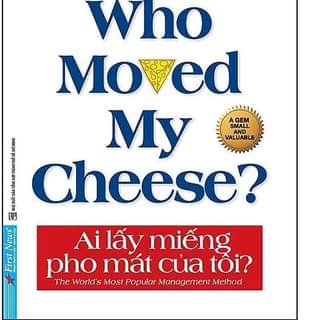 Who
Moved
My
Cheese?
A GEM
SMALL
AND
VALUABLE
Ai lấy miếng
pho mát của tôi?
The World's Most Popular Management Method
First News